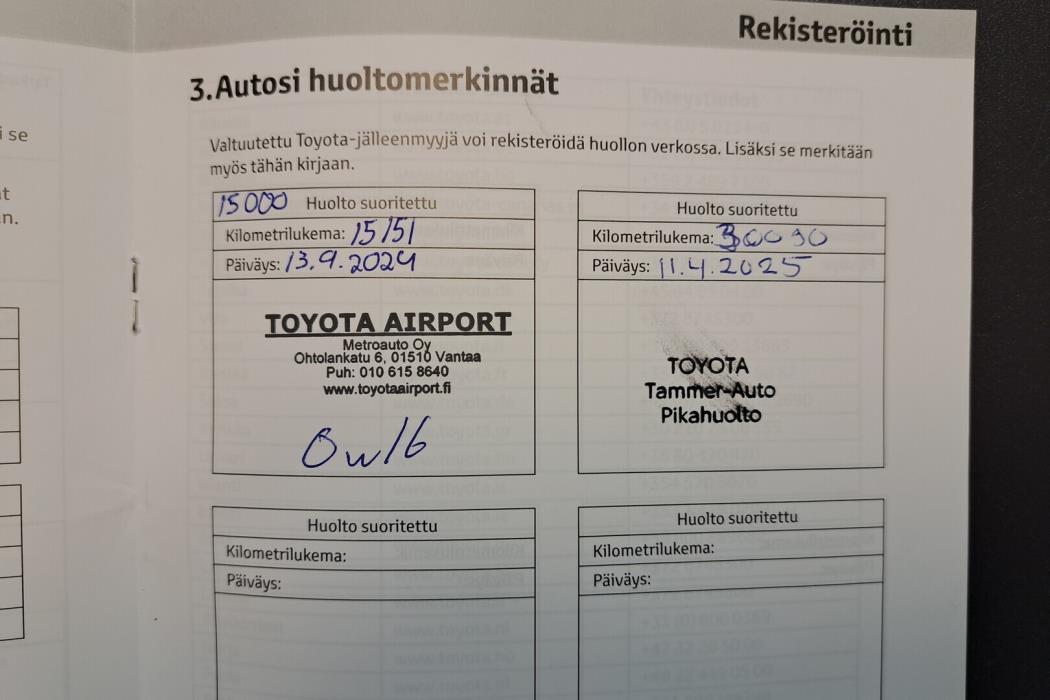 Rekisteröinti
3. Autosi huoltomerkinnät
i se
Valtuutettu Toyota-jälleenmyyjä voi rekisteröidä huollon verkossa. Lisäksi se merkitään
myös tähän kirjaan.
n.
15000 Huolto suoritettu
Kilometrilukema: 15151
Päiväys: 13.9.2024
TOYOTA AIRPORT
Metroauto Oy
Ohtolankatu 6, 01510 Vantaa
Puh: 010 615 8640
www.toyotaairport.fi
0w16
Huolto suoritettu
Kilometrilukema: 30090
Päiväys: 11.4.2025
TOYOTA
Tammer-Auto
Pikahuolto
Huolto suoritettu
Kilometrilukema:
Päiväys:
Huolto suoritettu
Kilometrilukema:
Päiväys: